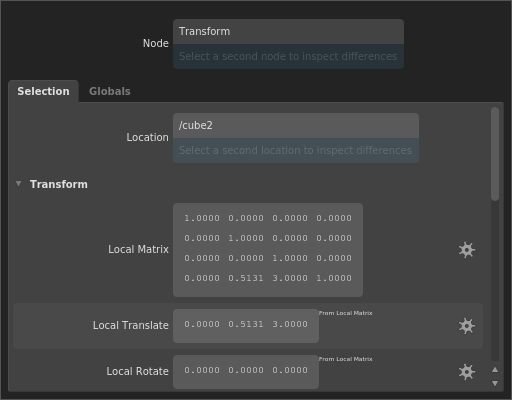 Node
Transform
Select a second node to inspect differences
Selection Globals
Location
/cube2
Select a second location to inspect differences
Transform
Local Matrix
1.0000 0.0000 0.0000 0.0000
0.0000 1.0000 0.0000 0.0000
0.0000 0.0000 1.0000 0.0000
0.0000 0.5131 3.0000 1.0000
Local Translate
0.0000 0.5131 3.0000
From Local Matrix
Local Rotate
0.0000 0.0000 0.0000
From Local Matrix